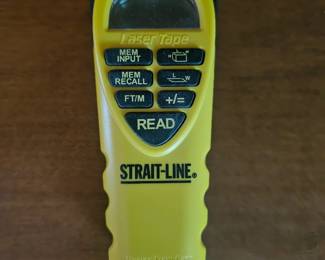 Laser Tape
MEM
INPUT
MEM
RECALL
L
W
FT/M
+/=
READ
STRAIT-LINE®